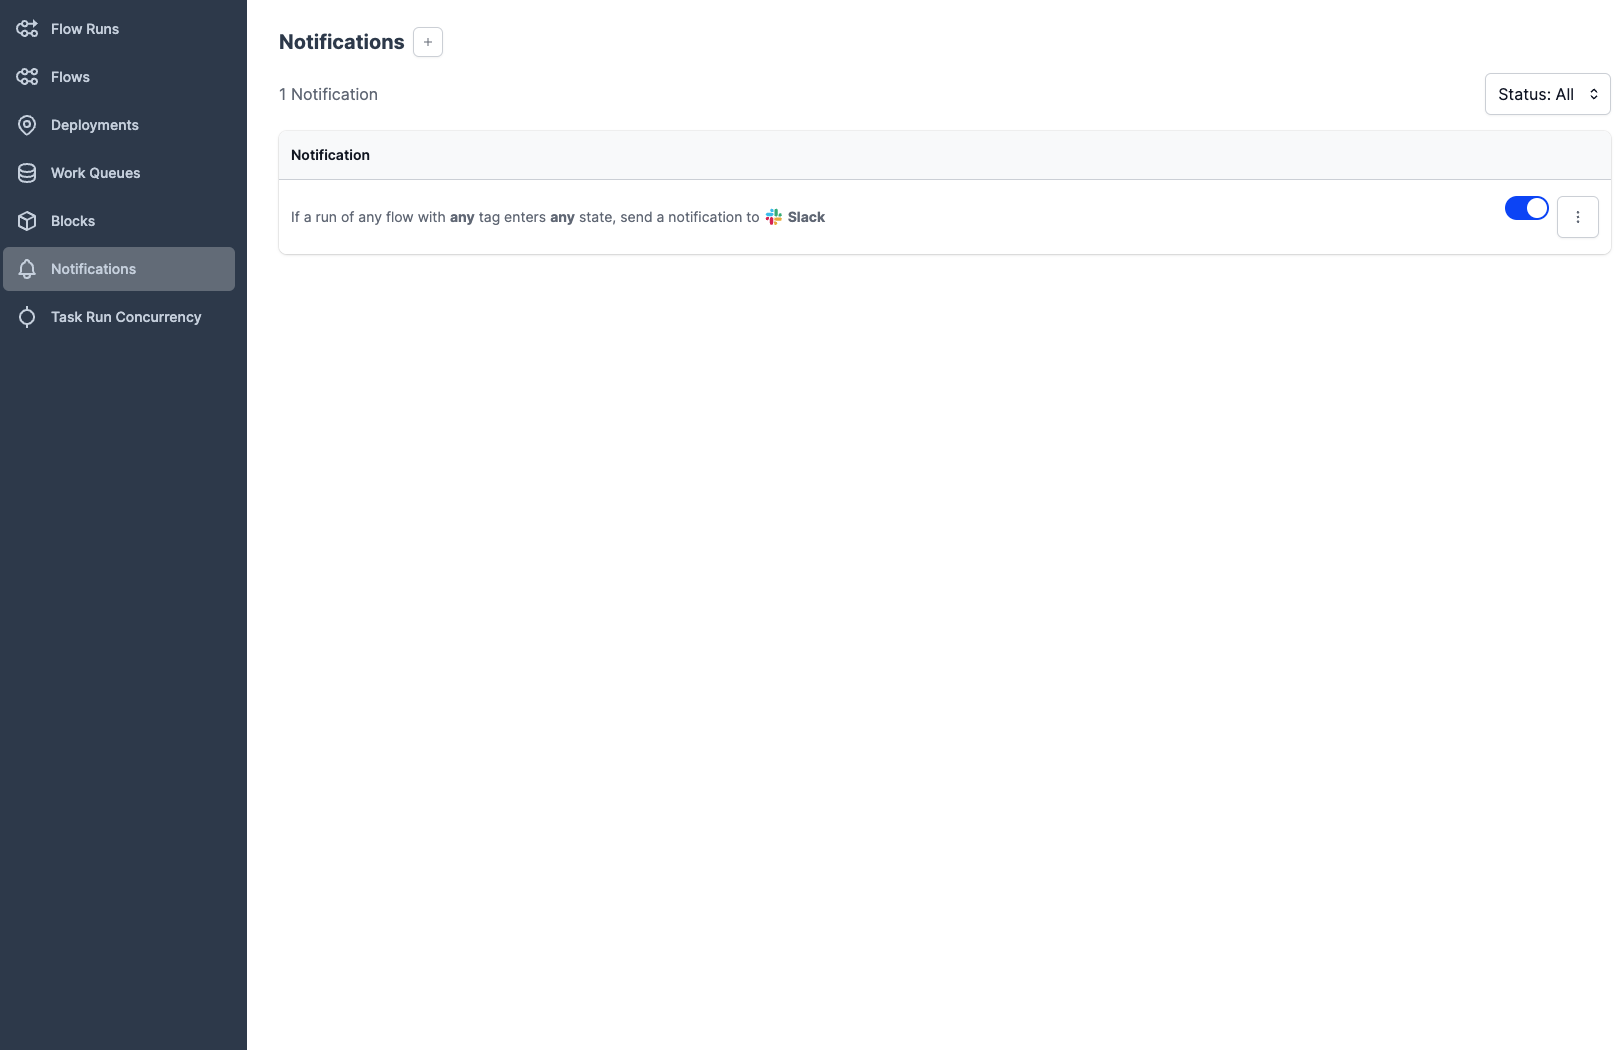 Flow Runs
Flows
Deployments
Work Queues
Blocks
Notifications
Task Run Concurrency
Notifications
1 Notification
Status: All
Notification
If a run of any flow with any tag enters any state, send a notification to Slack